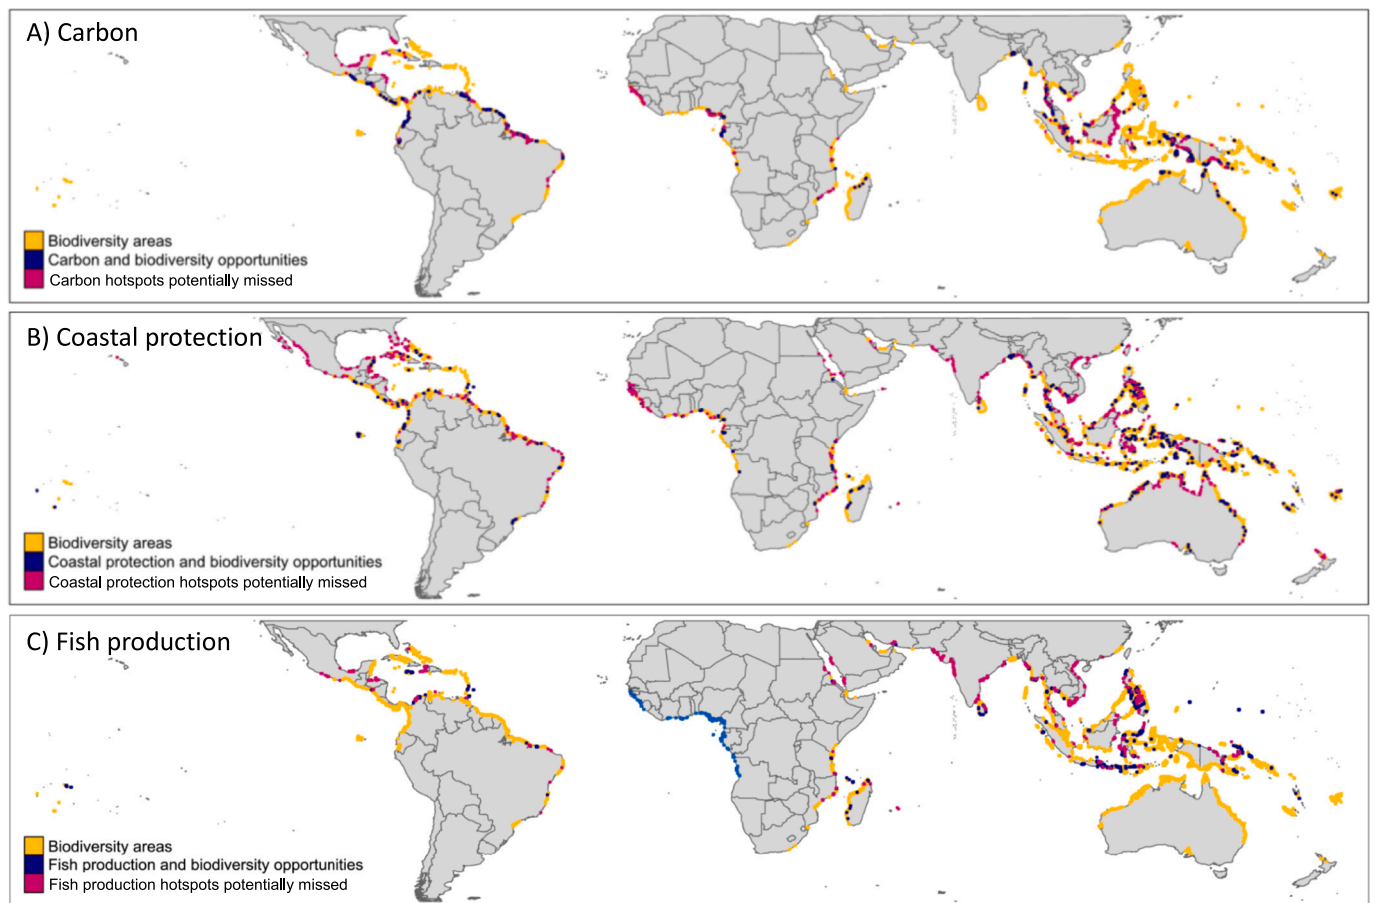 A) Carbon
Biodiversity areas
Carbon and biodiversity opportunities
Carbon hotspots potentially missed
B) Coastal protection
Biodiversity areas
Coastal protection and biodiversity opportunities
Coastal protection hotspots potentially missed
C) Fish production
Biodiversity areas
Fish production and biodiversity opportunities
Fish production hotspots potentially missed